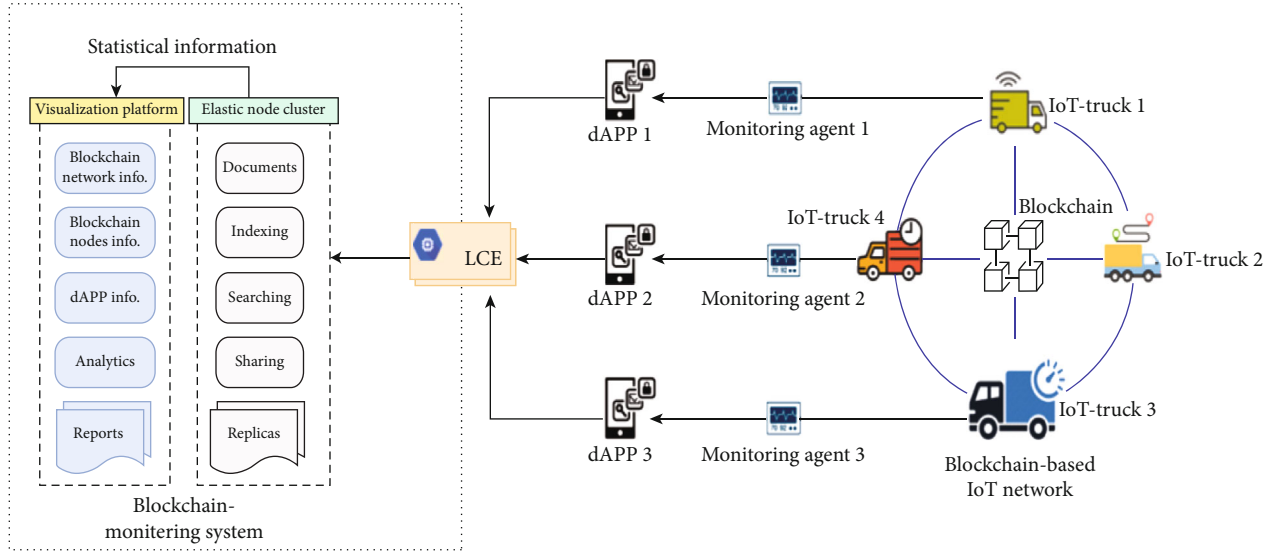 Statistical information
Visualization platform
Elastic node cluster
Blockchain
network info.
Blockchain
nodes info.
dAPP info.
Analytics
Reports
Documents
Indexing
Searching
Sharing
Replicas
Blockchain-
monitering system
LCE
dAPP 1
Monitoring agent 1
IoT-truck 1
dAPP 2
Monitoring agent 2
IoT-truck 4
Blockchain
IoT-truck 2
dAPP 3
Monitoring agent 3
IoT-truck 3
Blockchain-based
IoT network